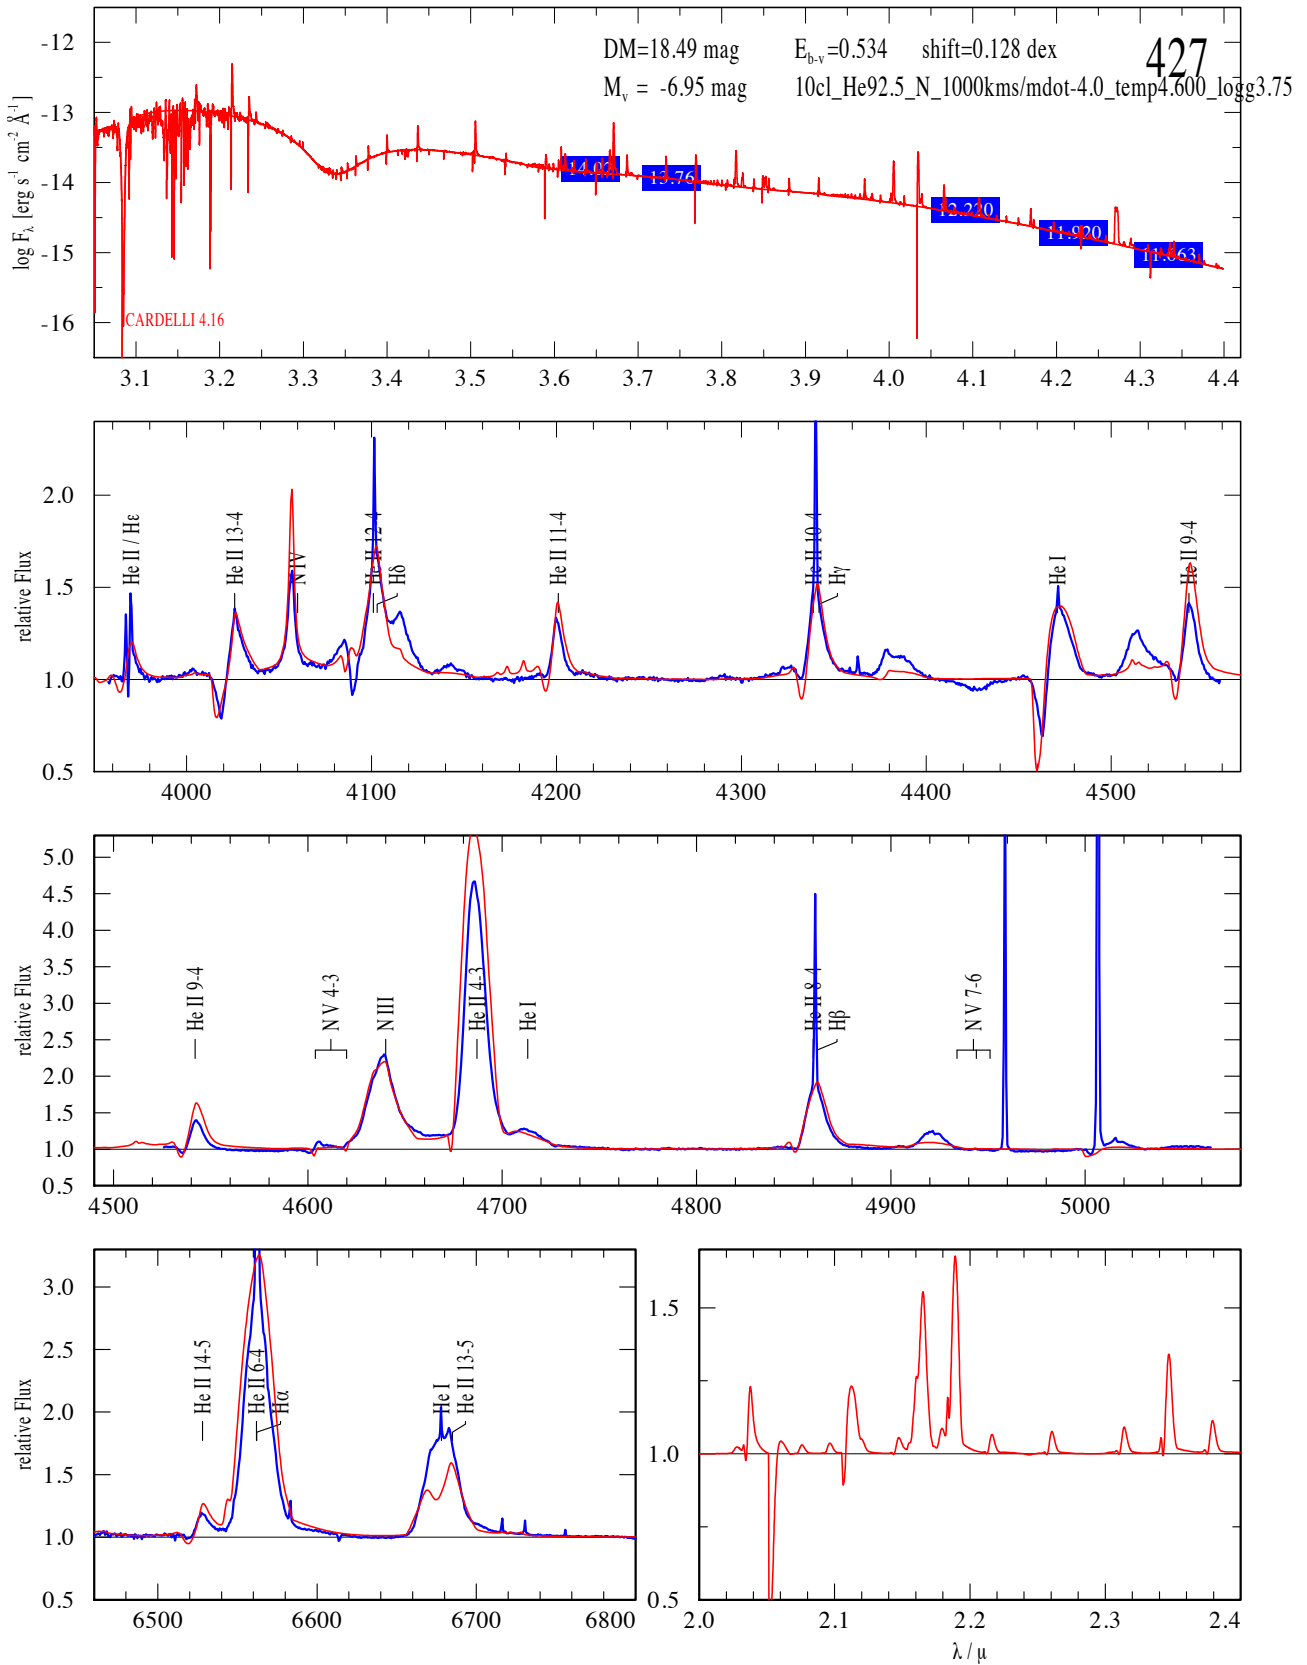 DM=18.49 mag E_b-v=0.534 shift=0.128 dex 427
M_v = -6.95 mag 10cl_He92.5_N_1000kms/mdot-4.0_temp4.600_logg3.75
log F_λ [erg s^-1 cm^-2 Å^-1]
-12
-13
-14
-15
-16
13.76
12.220
11.920
11.663
CARDELLI 4.16
3.1 3.2 3.3 3.4 3.5 3.6 3.7 3.8 3.9 4.0 4.1 4.2 4.3 4.4
relative Flux
2.0
1.5
1.0
0.5
He II / Hε
He II 13-4
N IV
He II 12-4
Hδ
He II 11-4
He II 10-4
Hγ
He I
He II 9-4
4000 4100 4200 4300 4400 4500
relative Flux
5.0
4.5
4.0
3.5
3.0
2.5
2.0
1.5
1.0
0.5
He II 9-4
N V 4-3
N III
He II 4-3
He I
He II 8-4
Hβ
N V 7-6
4500 4600 4700 4800 4900 5000
relative Flux
3.0
2.5
2.0
1.5
1.0
0.5
He II 14-5
He II 6-4
Hα
He I
He II 13-5
6500 6600 6700 6800
1.5
1.0
0.5
2.0 2.1 2.2 2.3 2.4
λ / μ